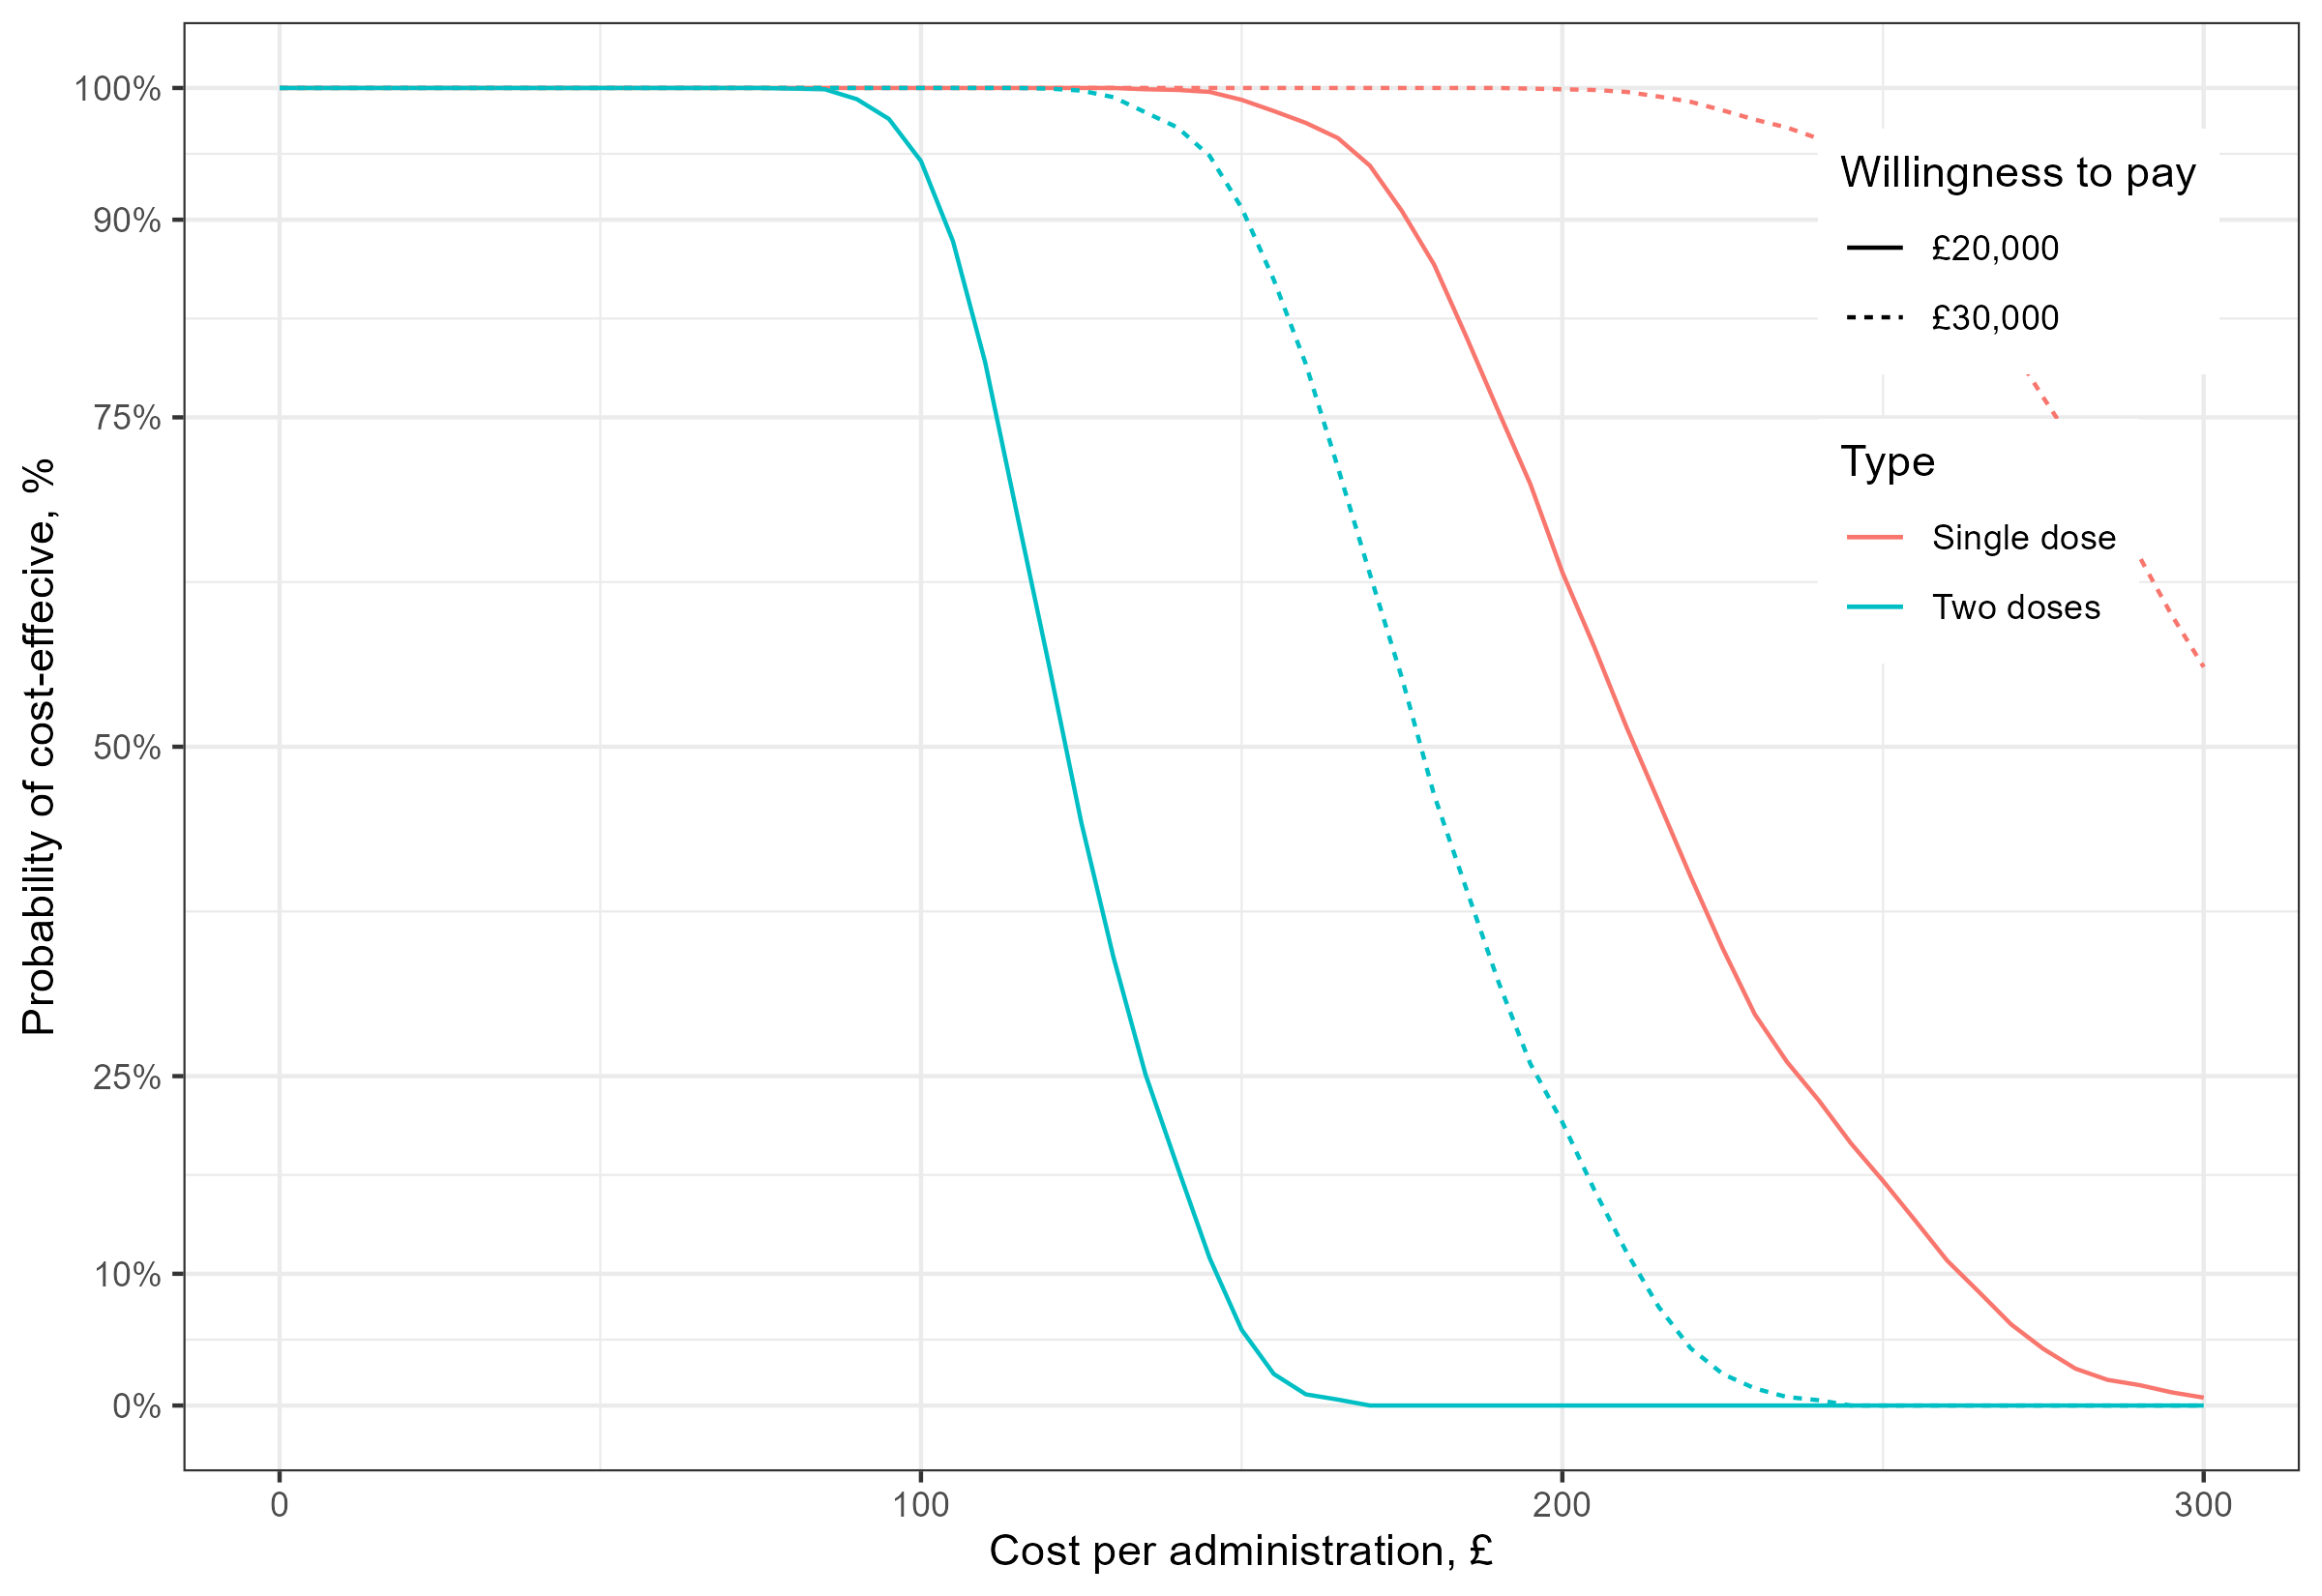 100%
90%
75%
50%
25%
10%
0%
Probability of cost-effecive, %
0
100
200
300
Cost per administration, £
Willingness to pay
£20,000
£30,000
Type
Single dose
Two doses